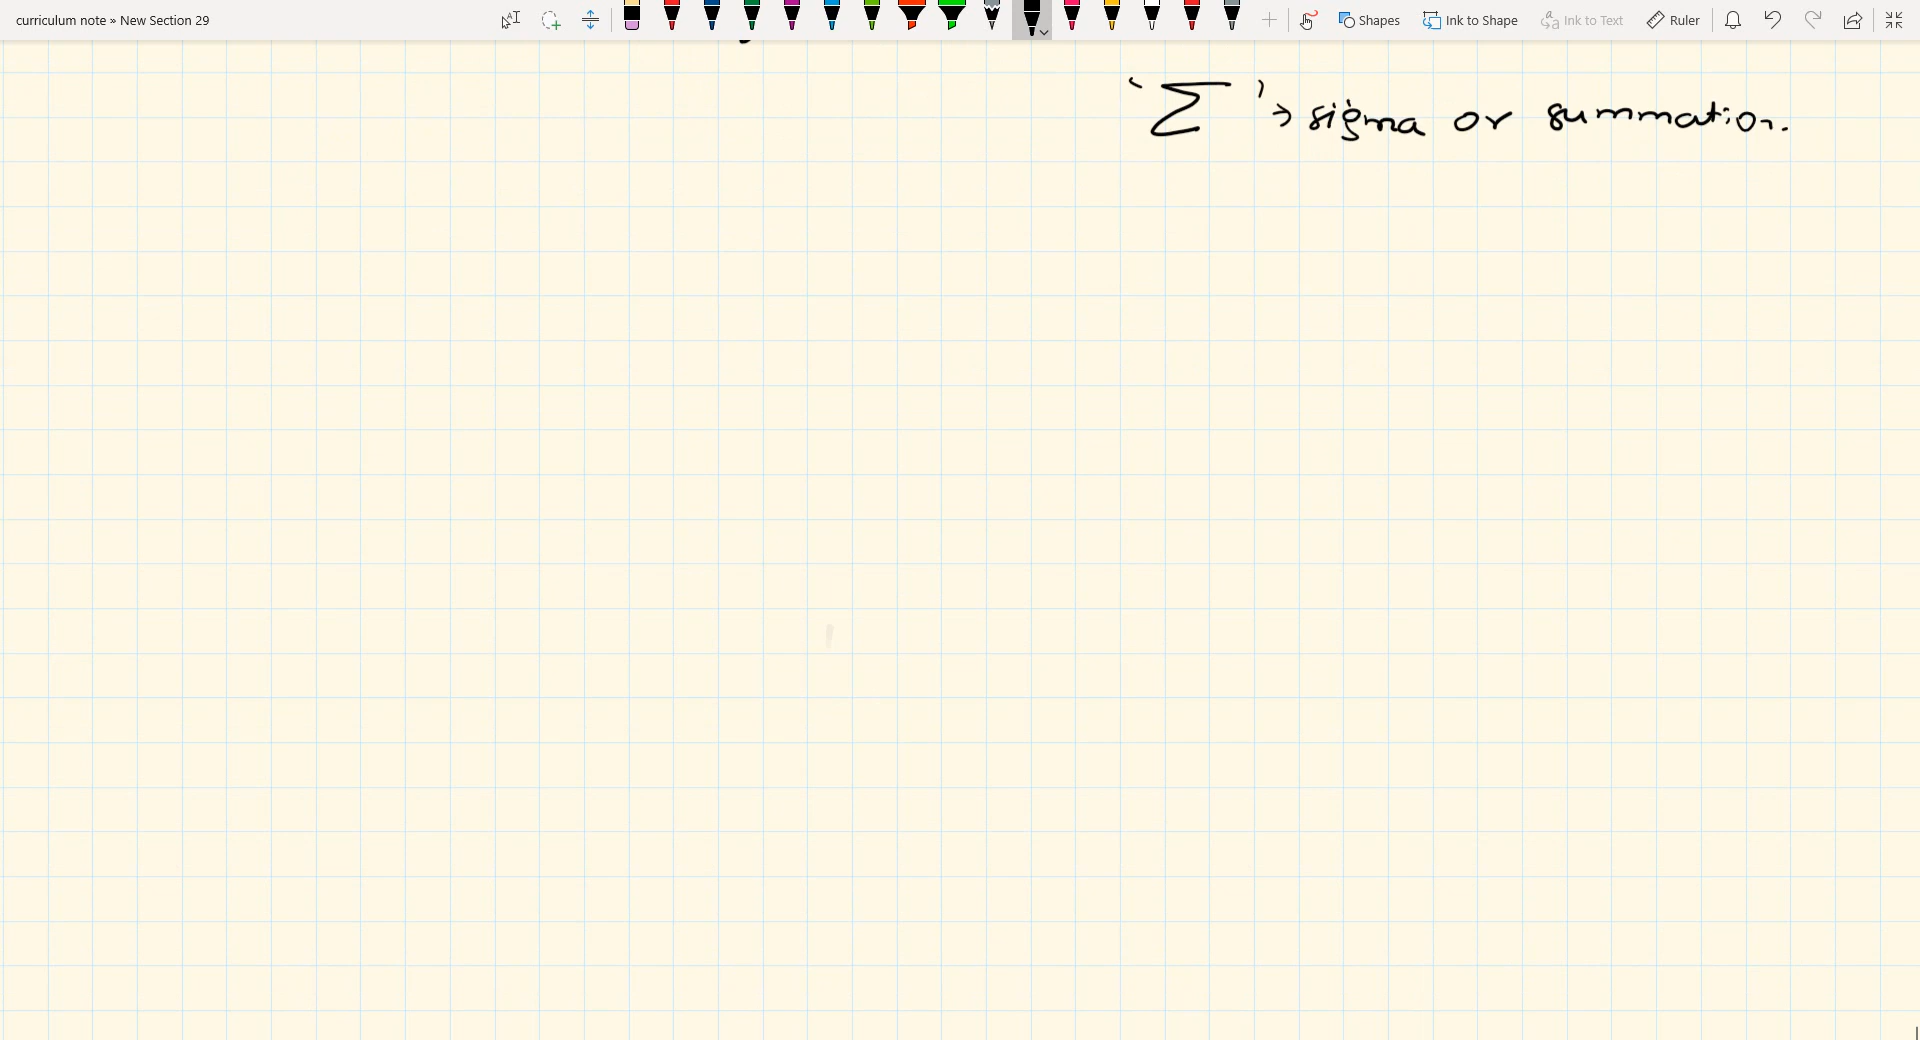 curriculum note » New Section 29
Shapes
Ink to Shape
Ink to Text
Ruler
‘Σ’ → sigma or summation.